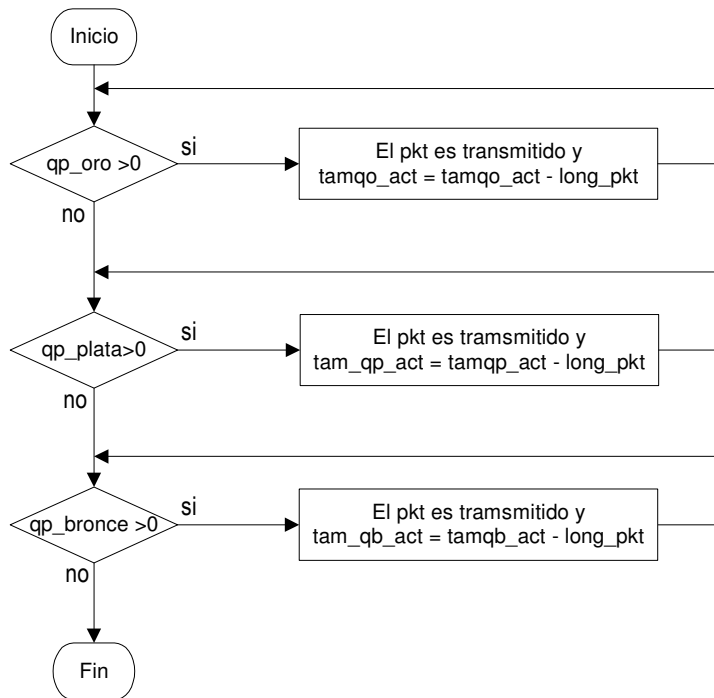 Inicio
qp_oro >0
si
El pkt es transmitido y
tamqo_act = tamqo_act - long_pkt
no
qp_plata>0
si
El pkt es tramsmitido y
tam_qp_act = tamqp_act - long_pkt
no
qp_bronce >0
si
El pkt es tramsmitido y
tam_qb_act = tamqb_act - long_pkt
no
Fin